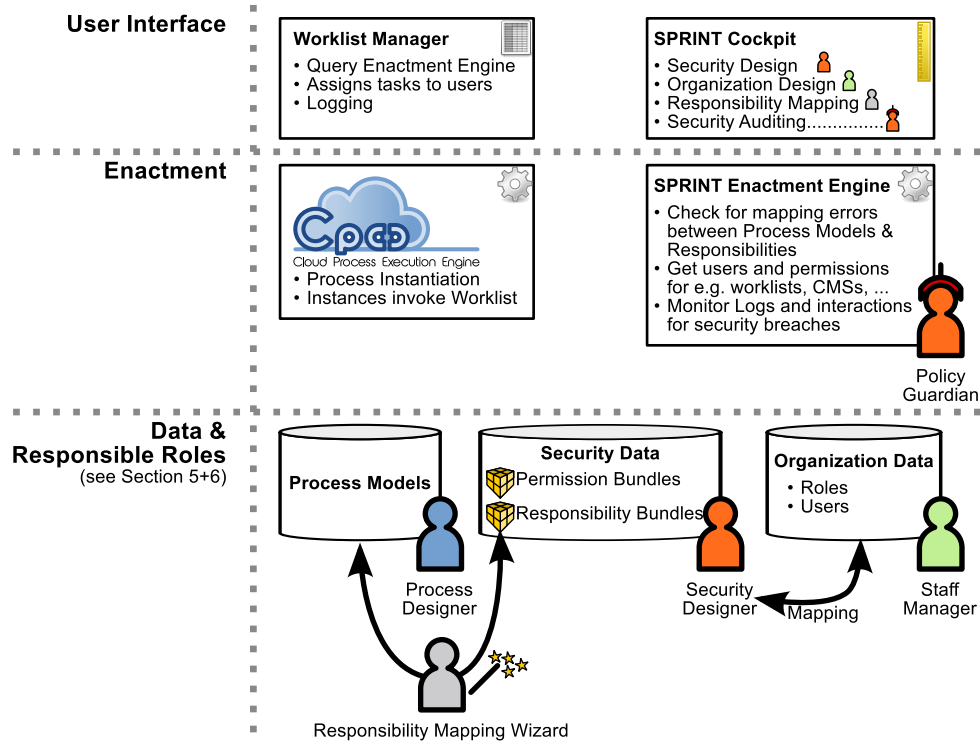 User Interface
Worklist Manager
• Query Enactment Engine
• Assigns tasks to users
• Logging
SPRINT Cockpit
• Security Design
• Organization Design
• Responsibility Mapping
• Security Auditing...............
Enactment
CPEE
Cloud Process Execution Engine
• Process Instantiation
• Instances invoke Worklist
SPRINT Enactment Engine
• Check for mapping errors
between Process Models &
Responsibilities
• Get users and permissions
for e.g. worklists, CMSs, ...
• Monitor Logs and interactions
for security breaches
Policy
Guardian
Data &
Responsible Roles
(see Section 5+6)
Process Models
Process
Designer
Security Data
Permission Bundles
Responsibility Bundles
Security
Designer
Organization Data
• Roles
• Users
Staff
Manager
Mapping
Responsibility Mapping Wizard